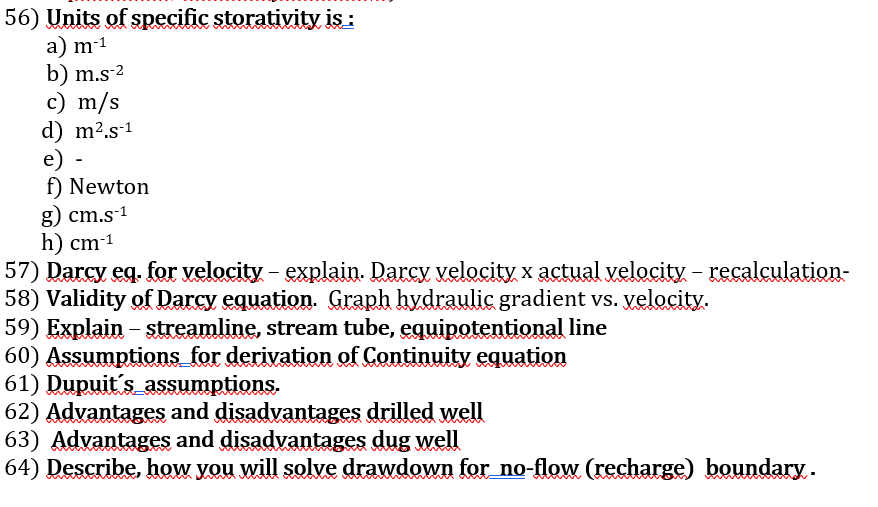 56) Units of specific storativity is :
a) m-1
b) m.s-2
c) m/s
d) m².s-1
e) -
f) Newton
g) cm.s-1
h) cm-1
57) Darcy eq. for velocity – explain. Darcy velocity x actual velocity – recalculation-
58) Validity of Darcy equation. Graph hydraulic gradient vs. velocity.
59) Explain – streamline, stream tube, equipotentional line
60) Assumptions for derivation of Continuity equation
61) Dupuit´s assumptions.
62) Advantages and disadvantages drilled well
63) Advantages and disadvantages dug well
64) Describe, how you will solve drawdown for no-flow (recharge) boundary .